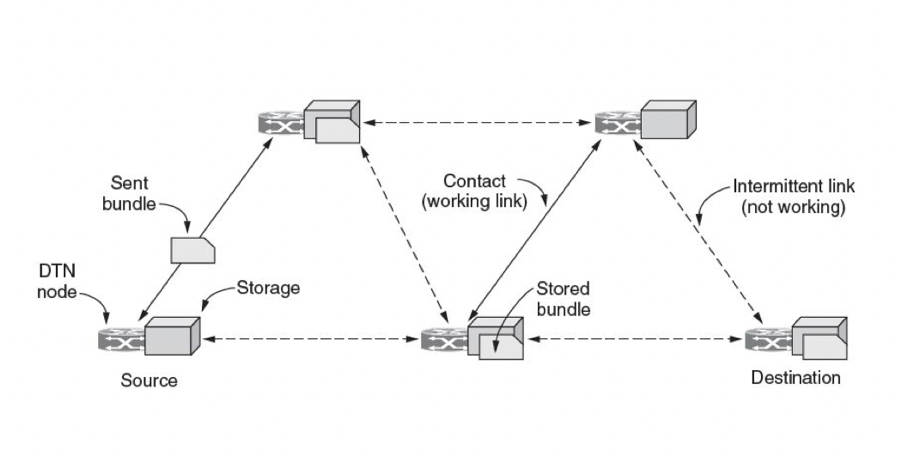 Sent
bundle
Contact
(working link)
Intermittent link
(not working)
DTN
node
Storage
Stored
bundle
Source
Destination